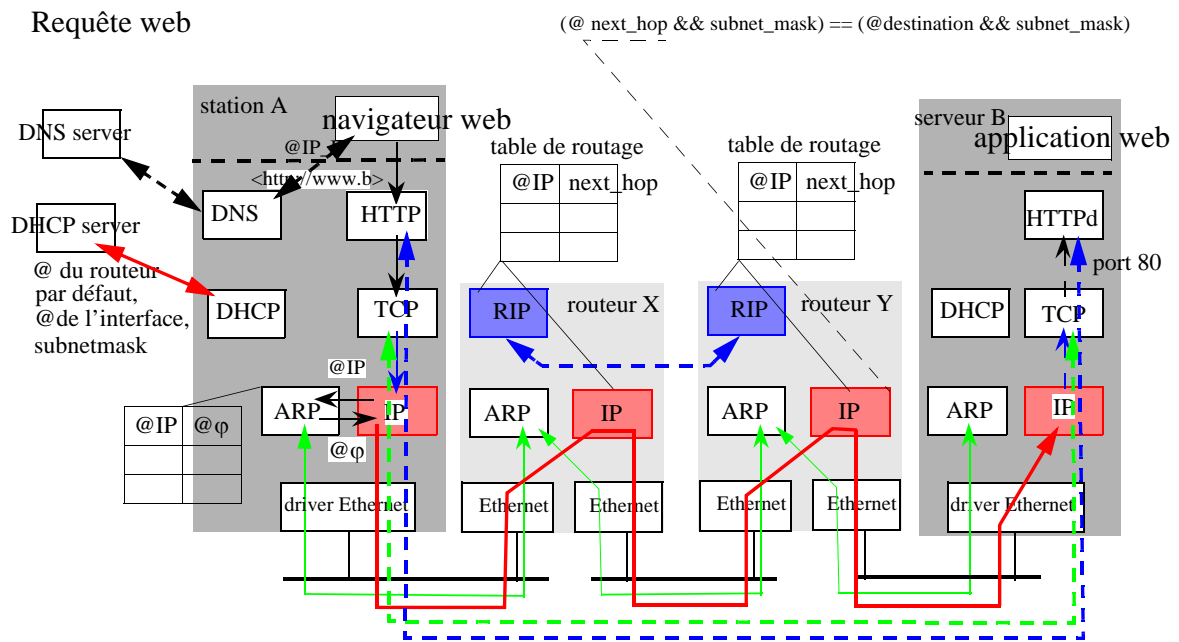 Requête web
(@ next_hop && subnet_mask) == (@destination && subnet_mask)
station A
navigateur web
serveur B
application web
DNS server
@IP_
<http://www.b>
table de routage
@IP next_hop
table de routage
@IP next_hop
DNS
HTTP
HTTPd
DHCP server
@ du routeur
par défaut,
@de l'interface,
subnetmask
port 80
DHCP
TCP
RIP
routeur X
RIP
routeur Y
DHCP
TCP
@IP
ARP
IP
@φ
@IP @φ
ARP
IP
ARP
IP
ARP
IP
driver Ethernet
Ethernet
Ethernet
Ethernet
Ethernet
driver Ethernet